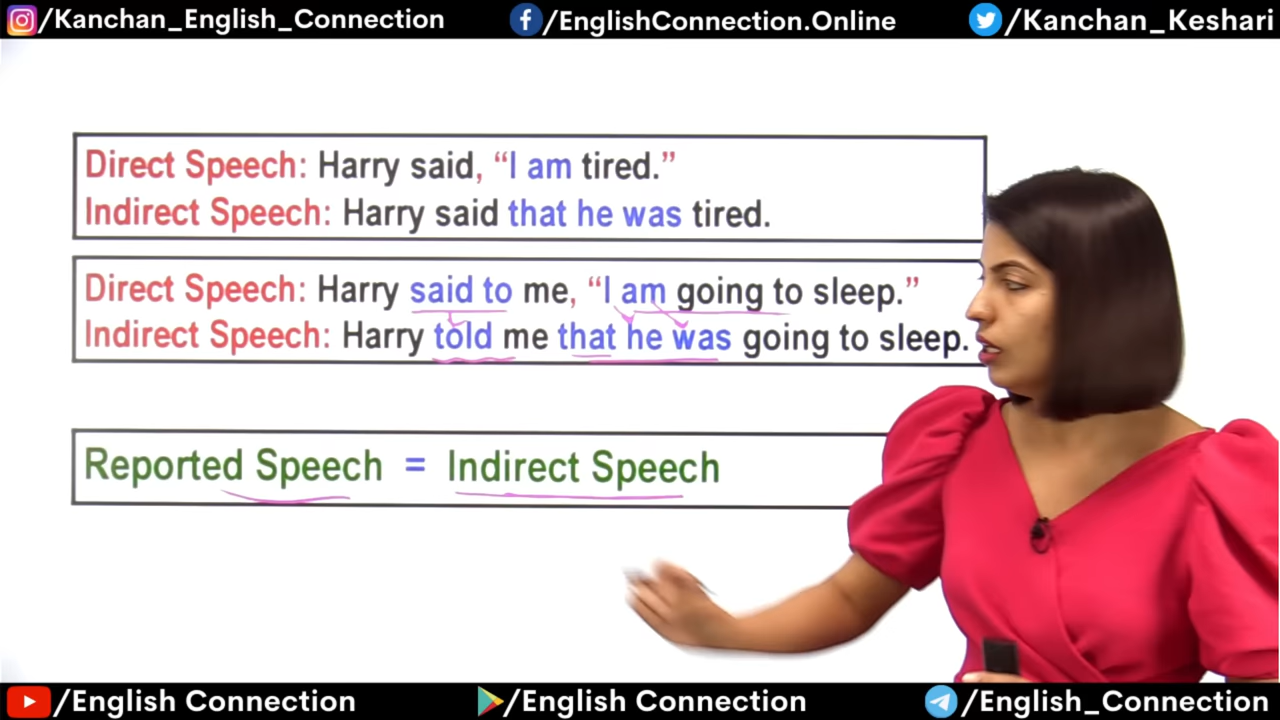 /Kanchan_English_Connection /EnglishConnection.Online /Kanchan_Keshari
Direct Speech: Harry said, “I am tired.”
Indirect Speech: Harry said that he was tired.
Direct Speech: Harry said to me, “I am going to sleep.”
Indirect Speech: Harry told me that he was going to sleep.
Reported Speech = Indirect Speech
/English Connection /English Connection /English_Connection